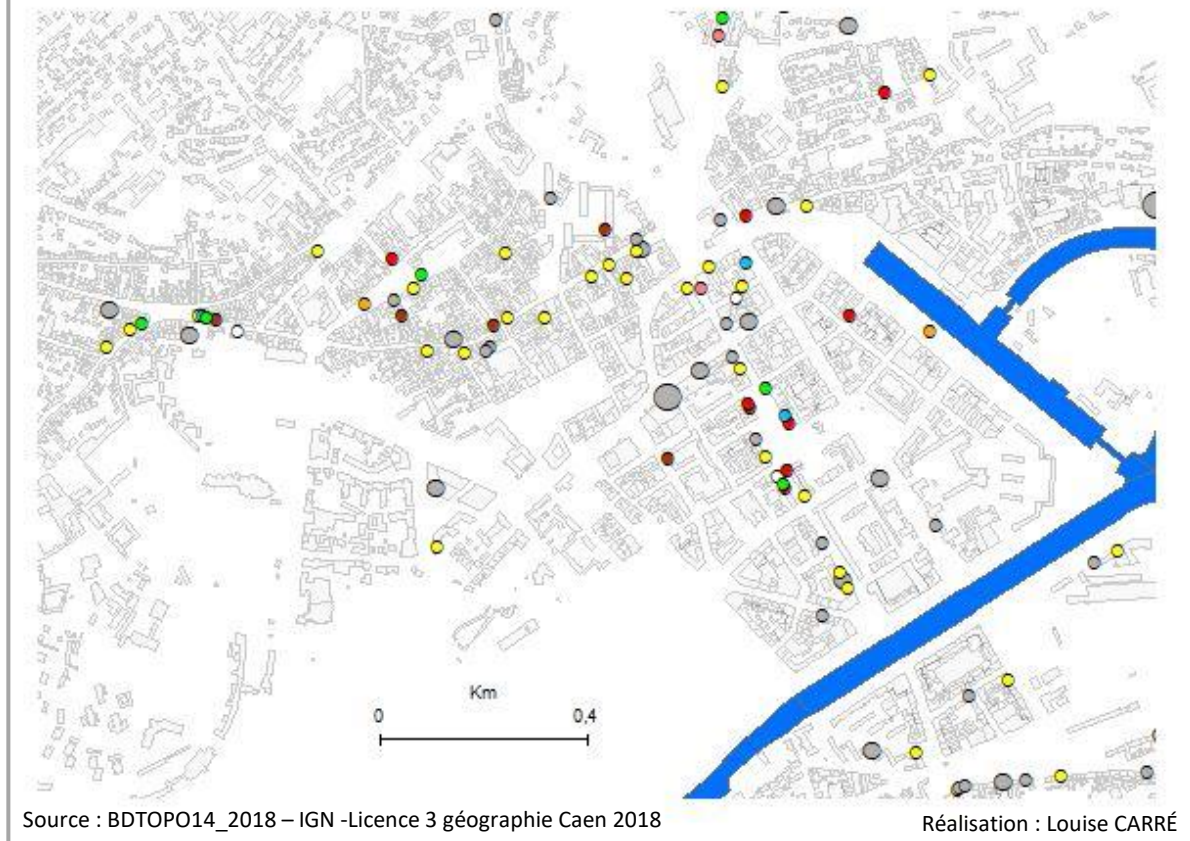 Km
0 0,4
Source : BDTOPO14_2018 – IGN -Licence 3 géographie Caen 2018
Réalisation : Louise CARRÉ